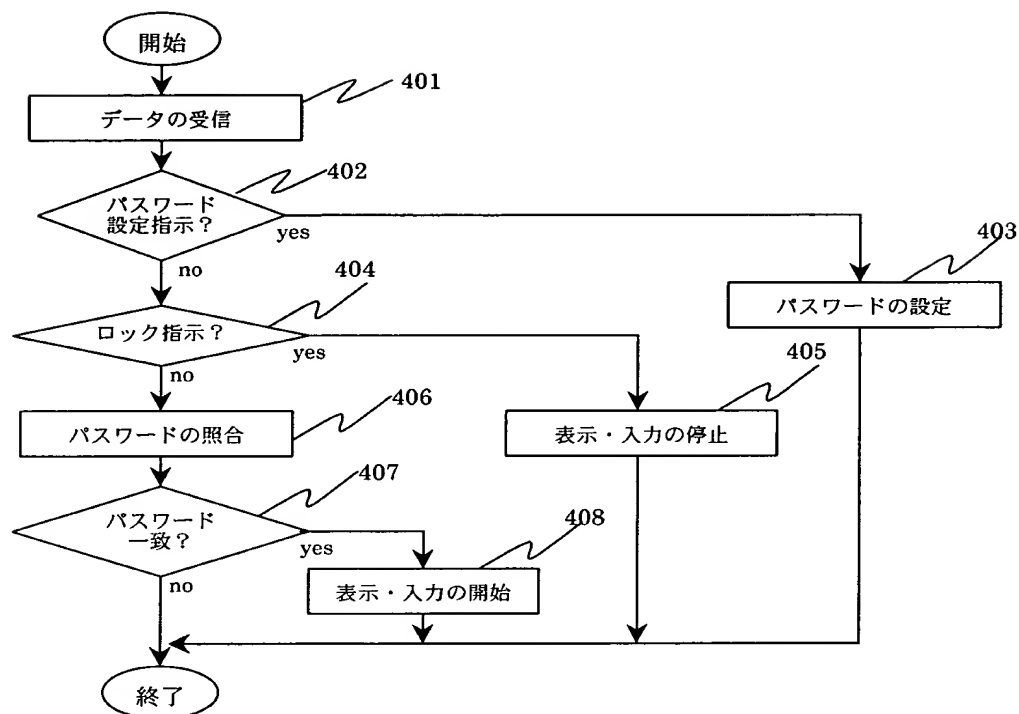 開始
401
データの受信
402
パスワード
設定指示？
yes
no
403
パスワードの設定
404
ロック指示？
yes
no
405
表示・入力の停止
406
パスワードの照合
407
パスワード
一致？
yes
no
408
表示・入力の開始
終了